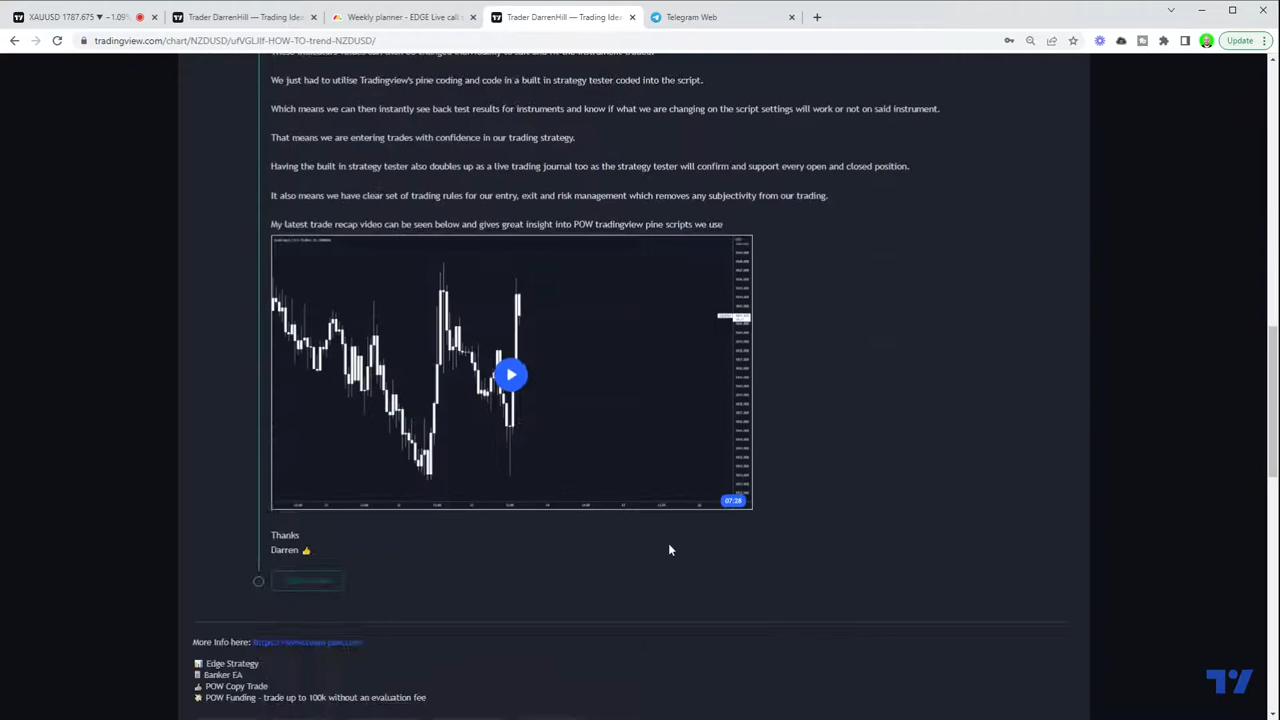 XAUUSD 1787.675 ▼ −1.09%
Trader DarrenHill — Trading Idea
Weekly planner - EDGE Live call
Trader DarrenHill — Trading Idea
Telegram Web
tradingview.com/chart/NZDUSD/ufVGLJIf-HOW-TO-trend-NZDUSD/
Update
We just had to utilise Tradingview's pine coding and code in a built in strategy tester coded into the script.
Which means we can then instantly see back test results for instruments and know if what we are changing on the script settings will work or not on said instrument.
That means we are entering trades with confidence in our trading strategy.
Having the built in strategy tester also doubles up as a live trading journal too as the strategy tester will confirm and support every open and closed position.
It also means we have clear set of trading rules for our entry, exit and risk management which removes any subjectivity from our trading.
My latest trade recap video can be seen below and gives great insight into POW tradingview pine scripts we use
07:28
Thanks
Darren 👍
More Info here:
Edge Strategy
Banker EA
POW Copy Trade
POW Funding - trade up to 100k without an evaluation fee